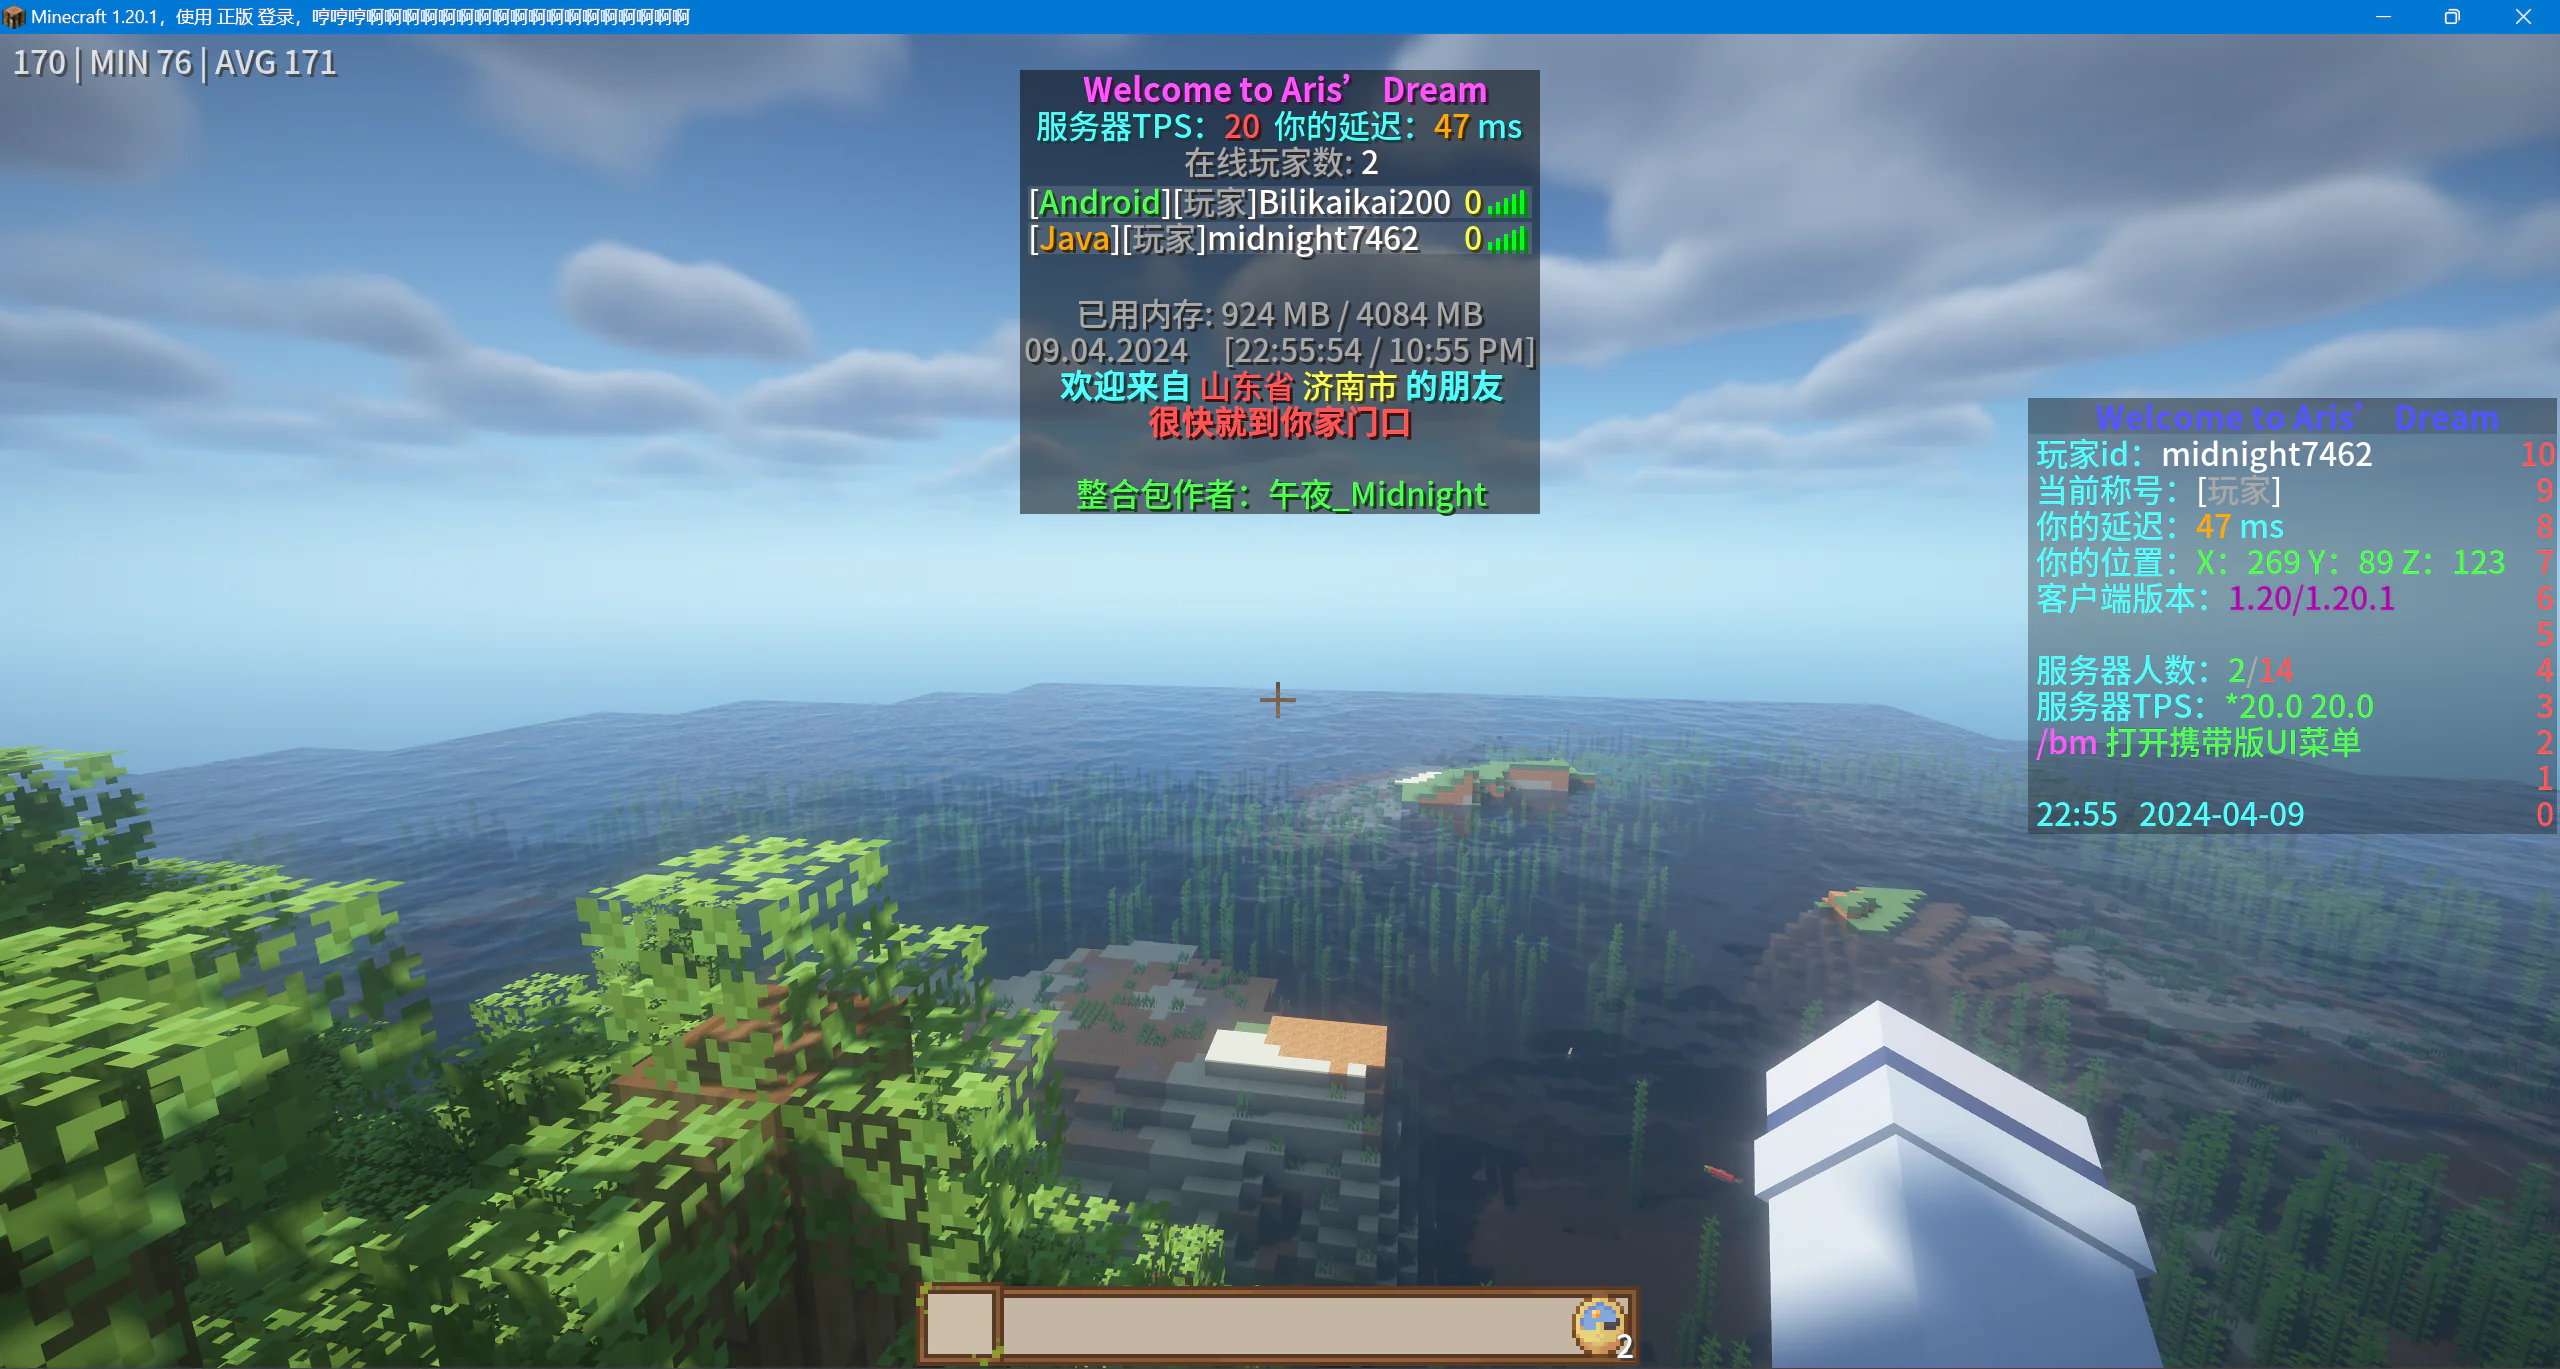 Minecraft 1.20.1，使用 正版 登录，哼哼哼啊啊啊啊啊啊啊啊啊啊啊啊啊啊啊啊啊啊
170 | MIN 76 | AVG 171
Welcome to Aris’ Dream
服务器TPS：20 你的延迟：47 ms
在线玩家数: 2
[Android][玩家]Bilikaikai200 0
[Java][玩家]midnight7462 0
已用内存: 924 MB / 4084 MB
09.04.2024 [22:55:54 / 10:55 PM]
欢迎来自 山东省 济南市 的朋友
很快就到你家门口
整合包作者：午夜_Midnight
Welcome to Aris’ Dream
玩家id：midnight7462 10
当前称号：[玩家] 9
你的延迟：47 ms 8
你的位置：X：269 Y：89 Z：123 7
客户端版本：1.20/1.20.1 6
5
服务器人数：2/14 4
服务器TPS：*20.0 20.0 3
/bm 打开携带版UI菜单 2
1
22:55 2024-04-09 0
2